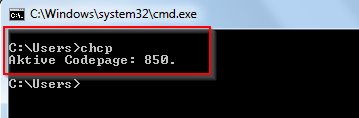 C:\Windows\system32\cmd.exe
C:\Users>chcp
Aktive Codepage: 850.
C:\Users>